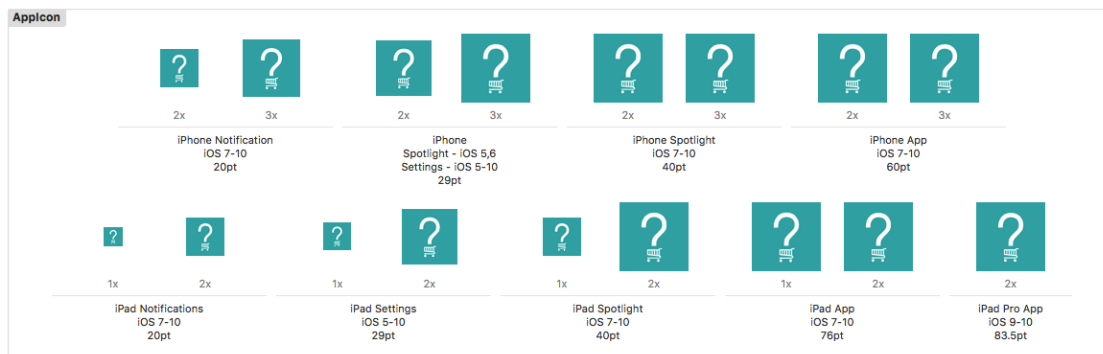 AppIcon
?
?
?
?
?
?
?
?
2x
3x
2x
3x
2x
3x
2x
3x
iPhone Notification
iOS 7-10
20pt
iPhone
Spotlight - iOS 5,6
Settings - iOS 5-10
29pt
iPhone Spotlight
iOS 7-10
40pt
iPhone App
iOS 7-10
60pt
?
?
?
?
?
?
?
?
?
1x
2x
1x
2x
1x
2x
1x
2x
2x
iPad Notifications
iOS 7-10
20pt
iPad Settings
iOS 5-10
29pt
iPad Spotlight
iOS 7-10
40pt
iPad App
iOS 7-10
76pt
iPad Pro App
iOS 9-10
83.5pt